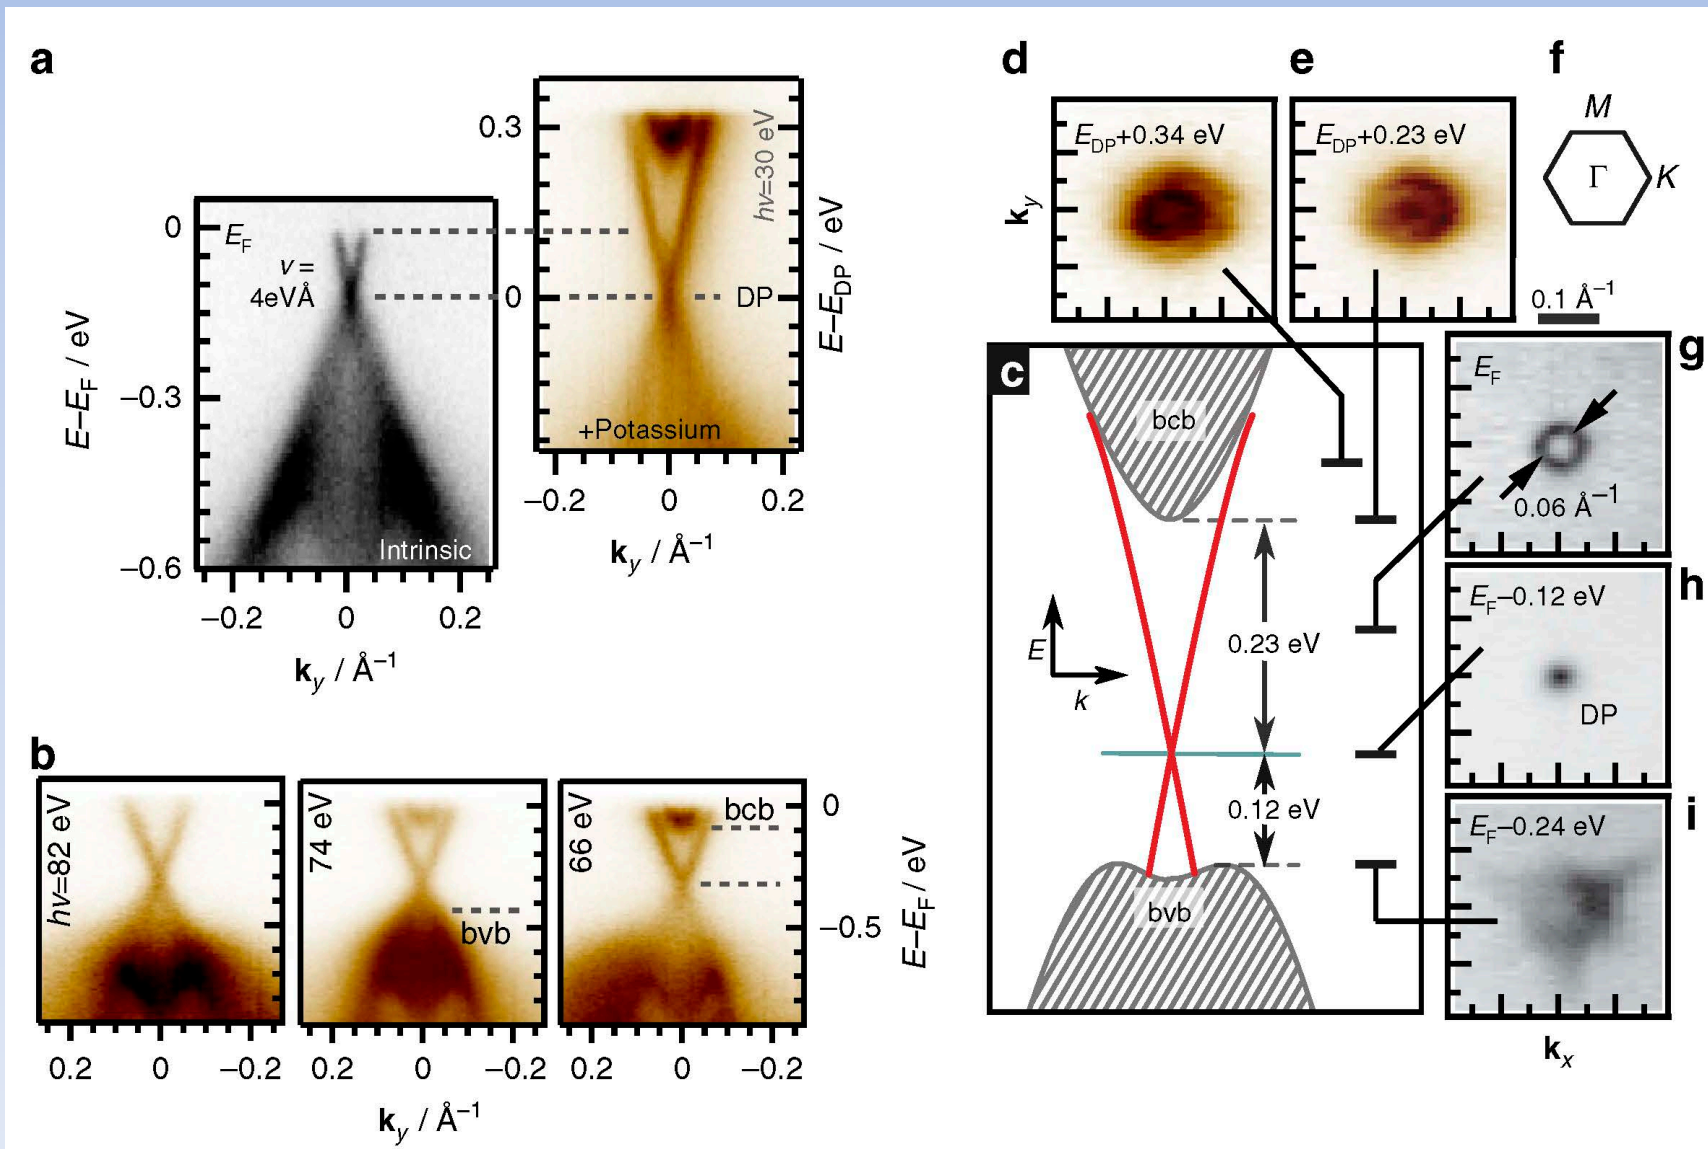 a
0
−0.3
−0.6
E–E_F / eV
E_F
v =
4eVÅ
Intrinsic
−0.2
0
0.2
k_y / Å⁻¹
0.3
0
hν=30 eV
DP
+Potassium
E–E_DP / eV
−0.2
0
0.2
k_y / Å⁻¹
b
hν=82 eV
0.2
0
−0.2
74 eV
bvb
0.2
0
−0.2
66 eV
bcb
0.2
0
−0.2
0
−0.5
E–E_F / eV
k_y / Å⁻¹
c
bcb
0.23 eV
E
k
0.12 eV
bvb
d
E_DP+0.34 eV
k_y
e
E_DP+0.23 eV
f
M
Γ
K
0.1 Å⁻¹
g
E_F
0.06 Å⁻¹
h
E_F−0.12 eV
DP
i
E_F−0.24 eV
k_x